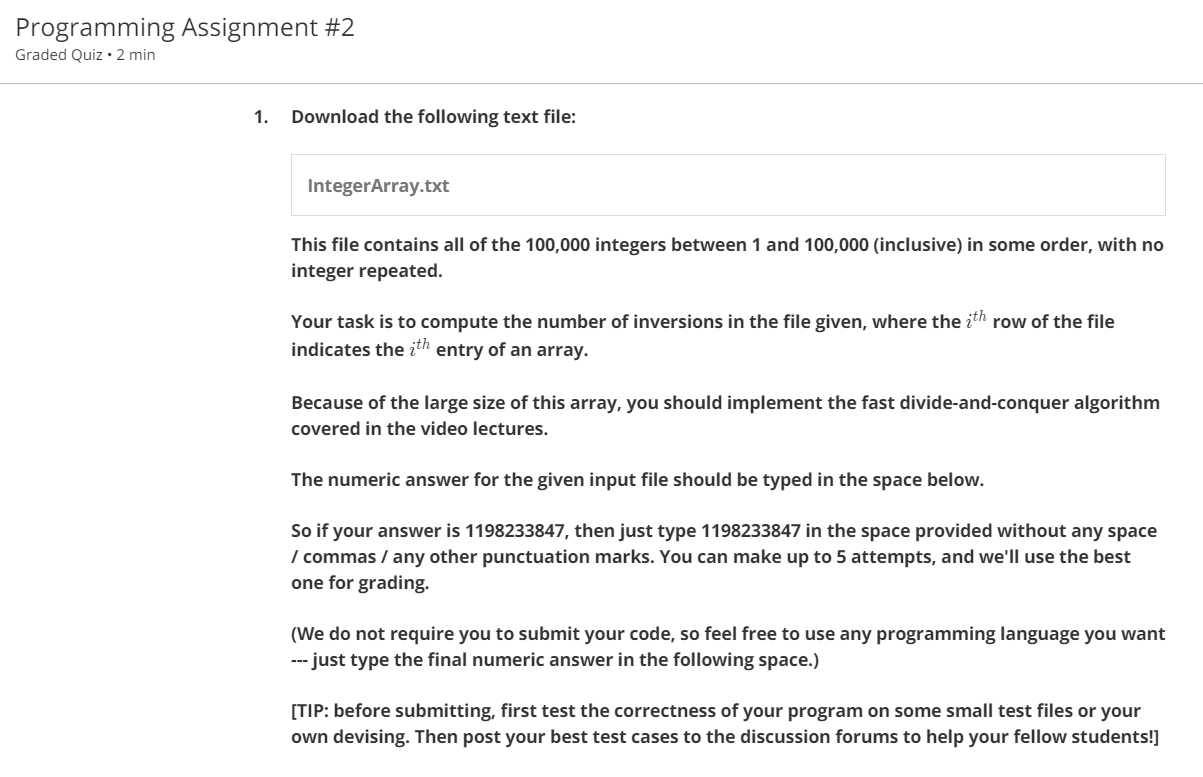 Programming Assignment #2
Graded Quiz • 2 min
1. Download the following text file:
IntegerArray.txt
This file contains all of the 100,000 integers between 1 and 100,000 (inclusive) in some order, with no
integer repeated.
Your task is to compute the number of inversions in the file given, where the i^{th} row of the file
indicates the i^{th} entry of an array.
Because of the large size of this array, you should implement the fast divide-and-conquer algorithm
covered in the video lectures.
The numeric answer for the given input file should be typed in the space below.
So if your answer is 1198233847, then just type 1198233847 in the space provided without any space
/ commas / any other punctuation marks. You can make up to 5 attempts, and we'll use the best
one for grading.
(We do not require you to submit your code, so feel free to use any programming language you want
--- just type the final numeric answer in the following space.)
[TIP: before submitting, first test the correctness of your program on some small test files or your
own devising. Then post your best test cases to the discussion forums to help your fellow students!]